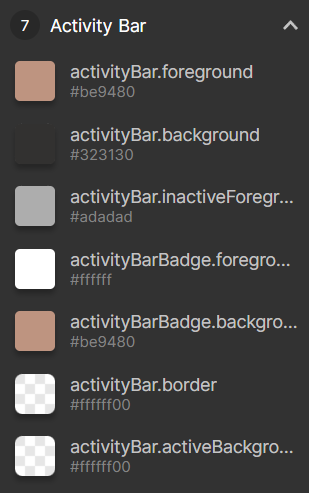 7 Activity Bar
activityBar.foreground
#be9480
activityBar.background
#323130
activityBar.inactiveForegr...
#adadad
activityBarBadge.foregro...
#ffffff
activityBarBadge.backgro...
#be9480
activityBar.border
#ffffff00
activityBar.activeBackgro...
#ffffff00